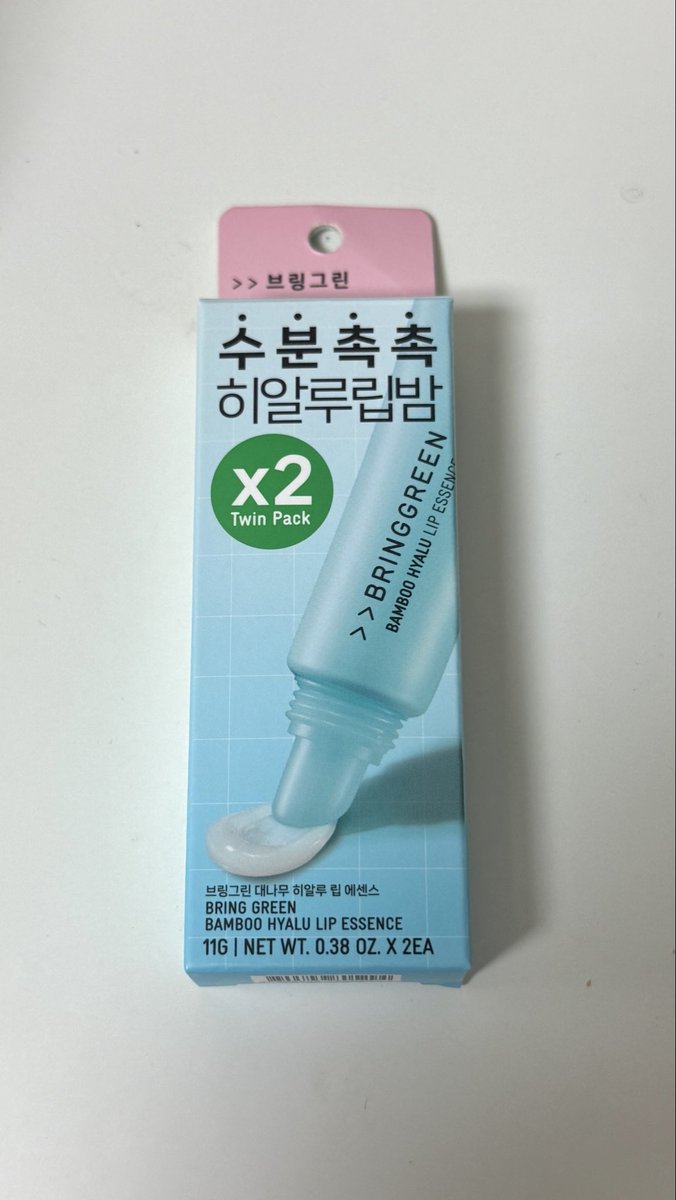 >> 브링그린
수분촉촉
히알루립밤
x2
Twin Pack
>> BRINGGREEN
BAMBOO HYALU LIP ESSENCE
브링그린 대나무 히알루 립 에센스
BRING GREEN
BAMBOO HYALU LIP ESSENCE
11G | NET WT. 0.38 OZ. X 2EA